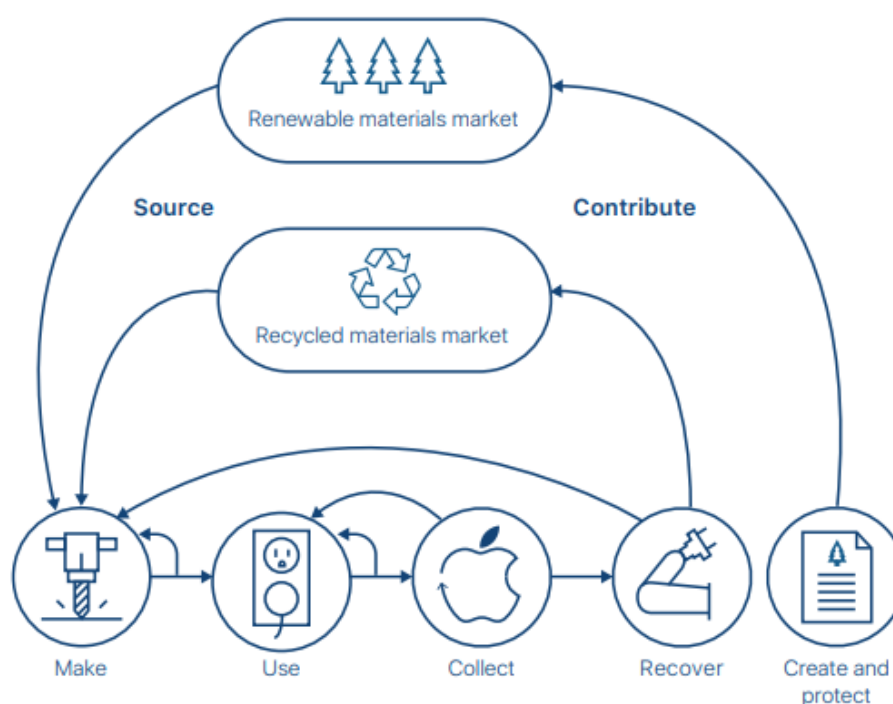 Renewable materials market
Source
Contribute
Recycled materials market
Make
Use
Collect
Recover
Create and
protect